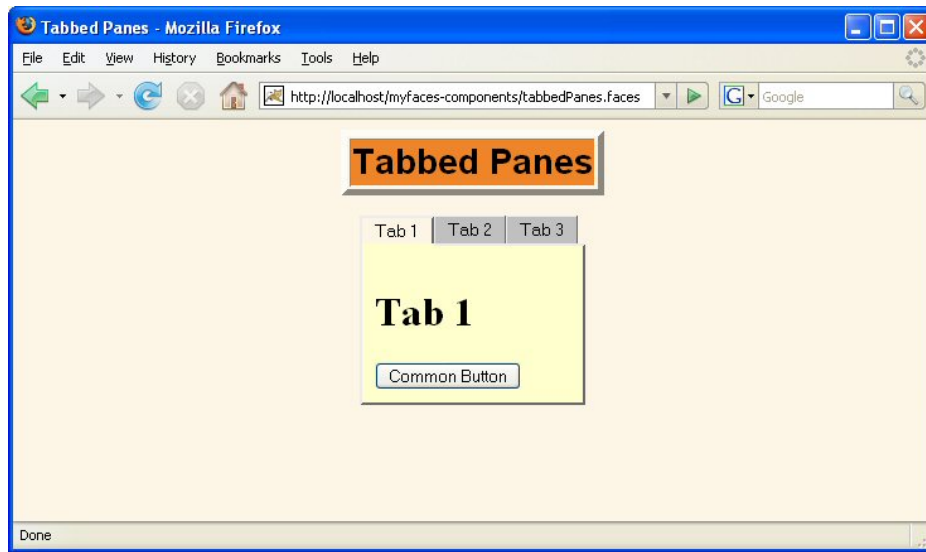 Tabbed Panes - Mozilla Firefox
File Edit View History Bookmarks Tools Help
http://localhost/myfaces-components/tabbedPanes.faces G Google
Tabbed Panes
Tab 1 Tab 2 Tab 3
Tab 1
Common Button
Done